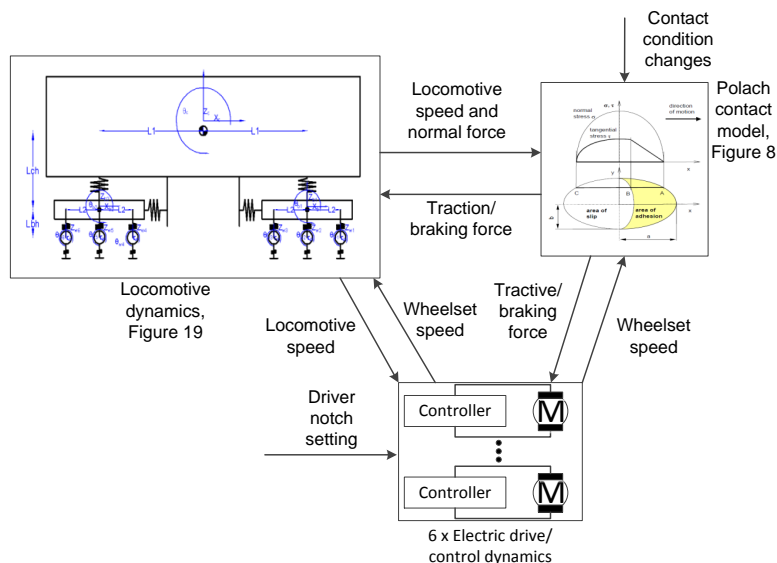 Contact
condition
changes
Locomotive
speed and
normal force
Polach
contact
model,
Figure 8
normal
stress σ
σ, τ
direction
of motion
tangential
stress τ
x
y
C
B
A
x
area of
slip
area of
adhesion
b
a
Traction/
braking force
L1
L1
Lch
Lbh
L2
L2
L2
L2
Locomotive
dynamics,
Figure 19
Locomotive
speed
Wheelset
speed
Tractive/
braking
force
Wheelset
speed
Driver
notch
setting
Controller
M
Controller
M
6 x Electric drive/
control dynamics